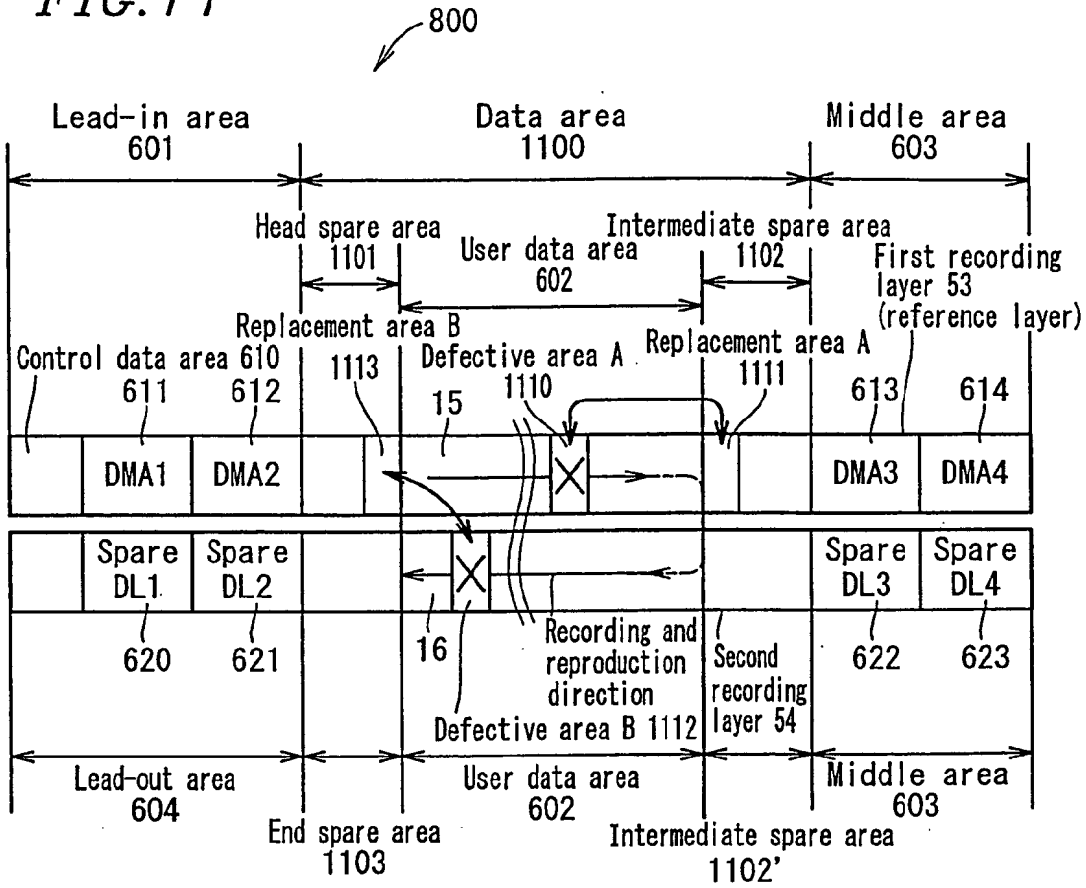 FIG. 11
800
Lead-in area
601
Data area
1100
Middle area
603
Head spare area
1101
User data area
602
Intermediate spare area
1102
First recording
layer 53
(reference layer)
Replacement area B
1113
Defective area A
1110
Replacement area A
1111
Control data area 610
611
612
15
613
614
DMA1
DMA2
DMA3
DMA4
Spare
DL1
Spare
DL2
Spare
DL3
Spare
DL4
620
621
16
Recording and
reproduction
direction
Second
recording
layer 54
622
623
Defective area B 1112
Lead-out area
604
User data area
602
Middle area
603
End spare area
1103
Intermediate spare area
1102'